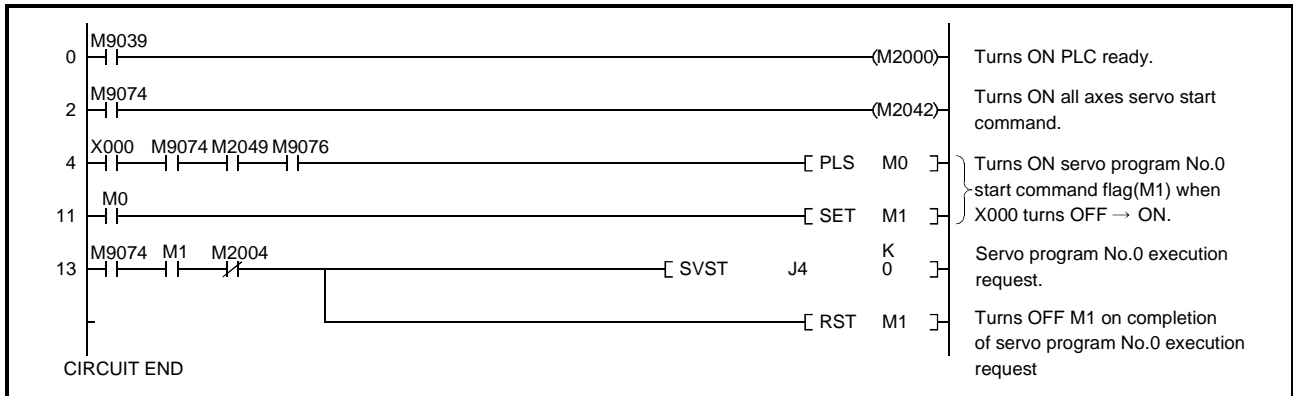 M9039
0 (M2000) Turns ON PLC ready.
M9074
2 (M2042) Turns ON all axes servo start
command.
X000 M9074 M2049 M9076
4 [ PLS M0 ] Turns ON servo program No.0
start command flag(M1) when
M0
11 [ SET M1 ] X000 turns OFF → ON.
M9074 M1 M2004
13 [ SVST J4 K
0 ] Servo program No.0 execution
request.
[ RST M1 ] Turns OFF M1 on completion
of servo program No.0 execution
request
CIRCUIT END